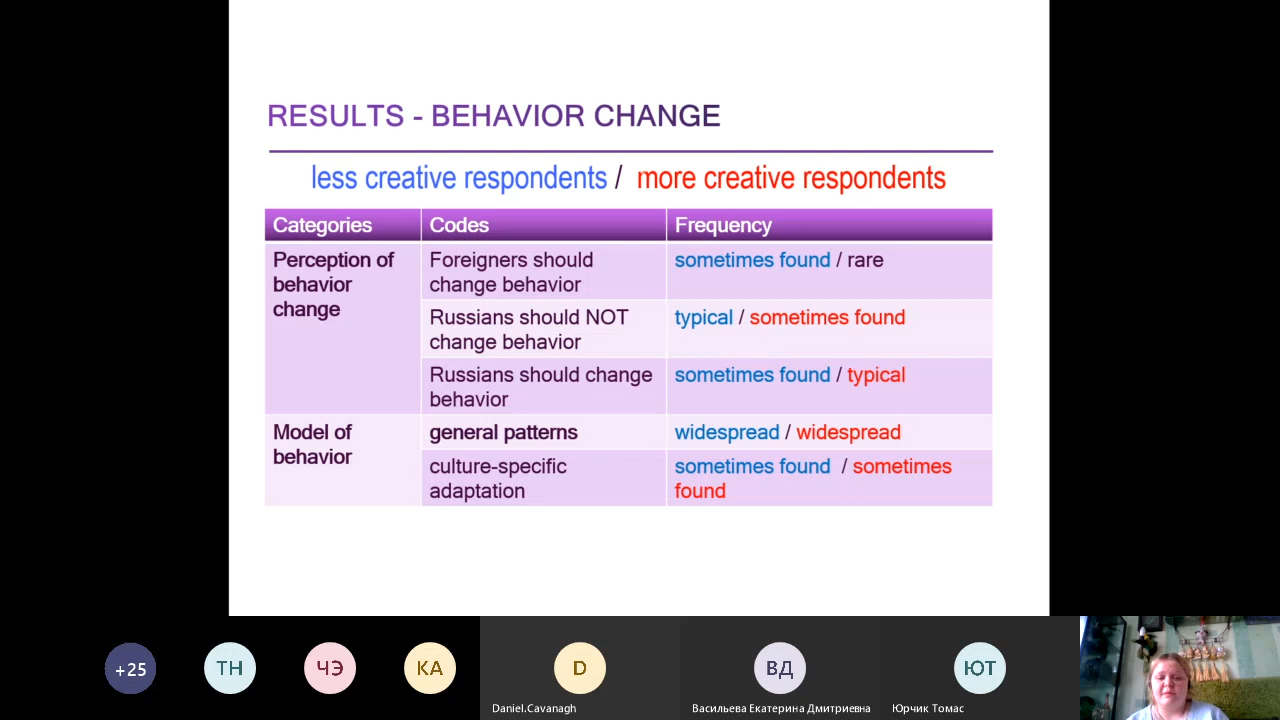 RESULTS - BEHAVIOR CHANGE
less creative respondents / more creative respondents
Categories
Codes
Frequency
Perception of
behavior
change
Foreigners should
change behavior
sometimes found / rare
Russians should NOT
change behavior
typical / sometimes found
Russians should change
behavior
sometimes found / typical
Model of
behavior
general patterns
widespread / widespread
culture-specific
adaptation
sometimes found / sometimes
found
+25
ТН
ЧЭ
КА
D
ВД
ЮТ
Daniel.Cavanagh
Васильева Екатерина Дмитриевна
Юрчик Томас